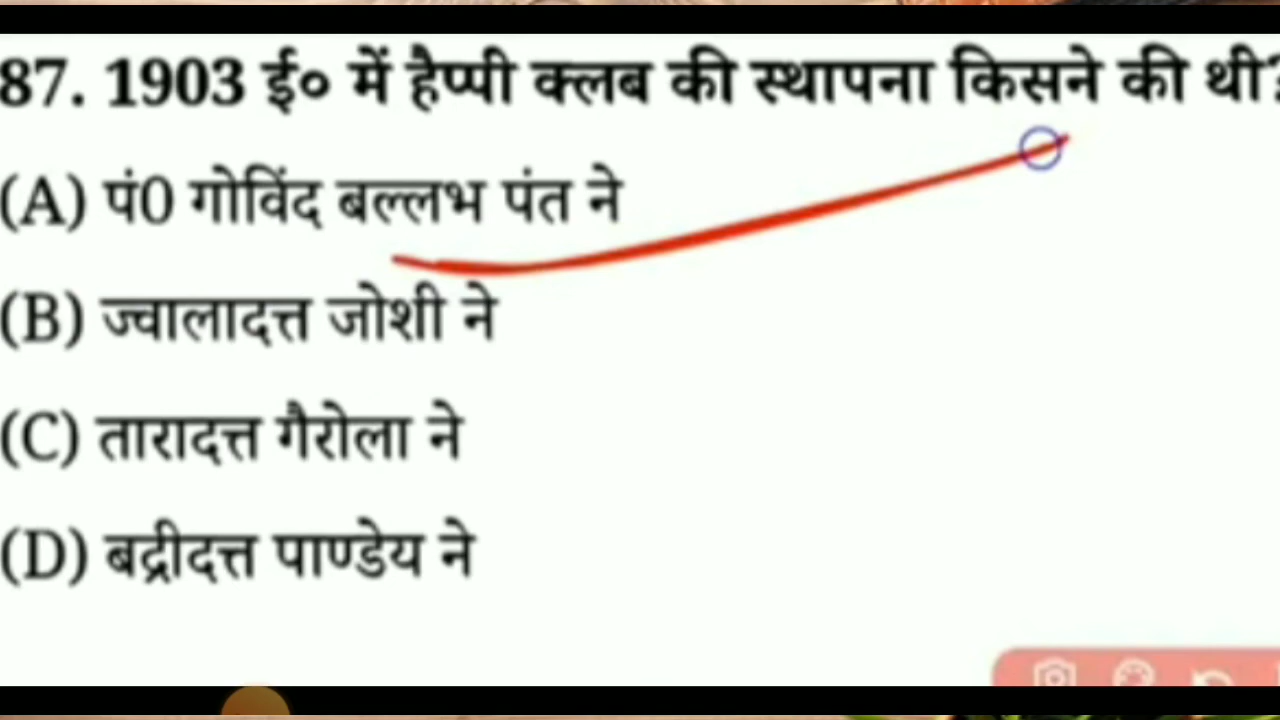 87. 1903 ई० में हैप्पी क्लब की स्थापना किसने की थी?
(A) पं0 गोविंद बल्लभ पंत ने
(B) ज्वालादत्त जोशी ने
(C) तारादत्त गैरोला ने
(D) बद्रीदत्त पाण्डेय ने